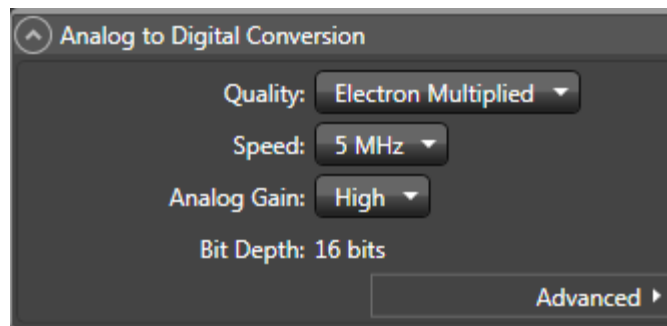 Analog to Digital Conversion
Quality: Electron Multiplied
Speed: 5 MHz
Analog Gain: High
Bit Depth: 16 bits
Advanced